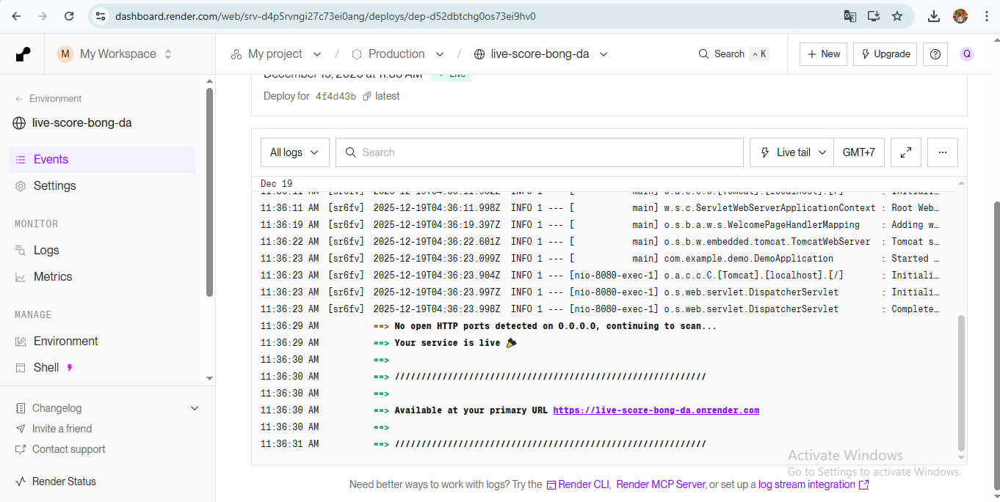 dashboard.render.com/web/srv-d4p5rvngi27c73ei0ang/deploys/dep-d52dbtchg0os73ei9hv0
M My Workspace
My project / Production / live-score-bong-da
Search ^ K
+ New
Upgrade
Q
Environment
live-score-bong-da
Events
Settings
MONITOR
Logs
Metrics
MANAGE
Environment
Shell
Changelog
Invite a friend
Contact support
Render Status
Live
Deploy for 4f4d43b latest
All logs
Search
Live tail
GMT+7
...
Dec 19
11:36:11 AM [sr6fv] 2025-12-19T04:36:11.998Z INFO 1 --- [ main] w.s.c.ServletWebServerApplicationContext : Root Web…
11:36:19 AM [sr6fv] 2025-12-19T04:36:19.397Z INFO 1 --- [ main] o.s.b.a.w.s.WelcomePageHandlerMapping : Adding w…
11:36:22 AM [sr6fv] 2025-12-19T04:36:22.601Z INFO 1 --- [ main] o.s.b.w.embedded.tomcat.TomcatWebServer : Tomcat s…
11:36:23 AM [sr6fv] 2025-12-19T04:36:23.099Z INFO 1 --- [ main] com.example.demo.DemoApplication : Started …
11:36:23 AM [sr6fv] 2025-12-19T04:36:23.904Z INFO 1 --- [nio-8080-exec-1] o.a.c.c.C.[Tomcat].[localhost].[/] : Initiali…
11:36:23 AM [sr6fv] 2025-12-19T04:36:23.997Z INFO 1 --- [nio-8080-exec-1] o.s.web.servlet.DispatcherServlet : Initiali…
11:36:23 AM [sr6fv] 2025-12-19T04:36:23.998Z INFO 1 --- [nio-8080-exec-1] o.s.web.servlet.DispatcherServlet : Complete…
11:36:29 AM ==> No open HTTP ports detected on 0.0.0.0, continuing to scan...
11:36:29 AM ==> Your service is live 🎉
11:36:30 AM ==>
11:36:30 AM ==> ///////////////////////////////////////////////////////////
11:36:30 AM ==>
11:36:30 AM ==> Available at your primary URL https://live-score-bong-da.onrender.com
11:36:30 AM ==>
11:36:31 AM ==> ///////////////////////////////////////////////////////////
Activate Windows
Go to Settings to activate Windows.
Need better ways to work with logs? Try the Render CLI, Render MCP Server, or set up a log stream integration